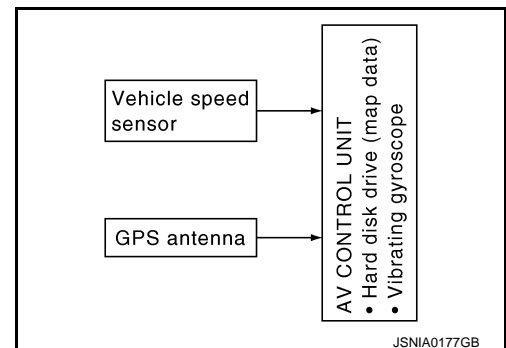 Vehicle speed
sensor
GPS antenna
AV CONTROL UNIT
• Hard disk drive (map data)
• Vibrating gyroscope
JSNIA0177GB